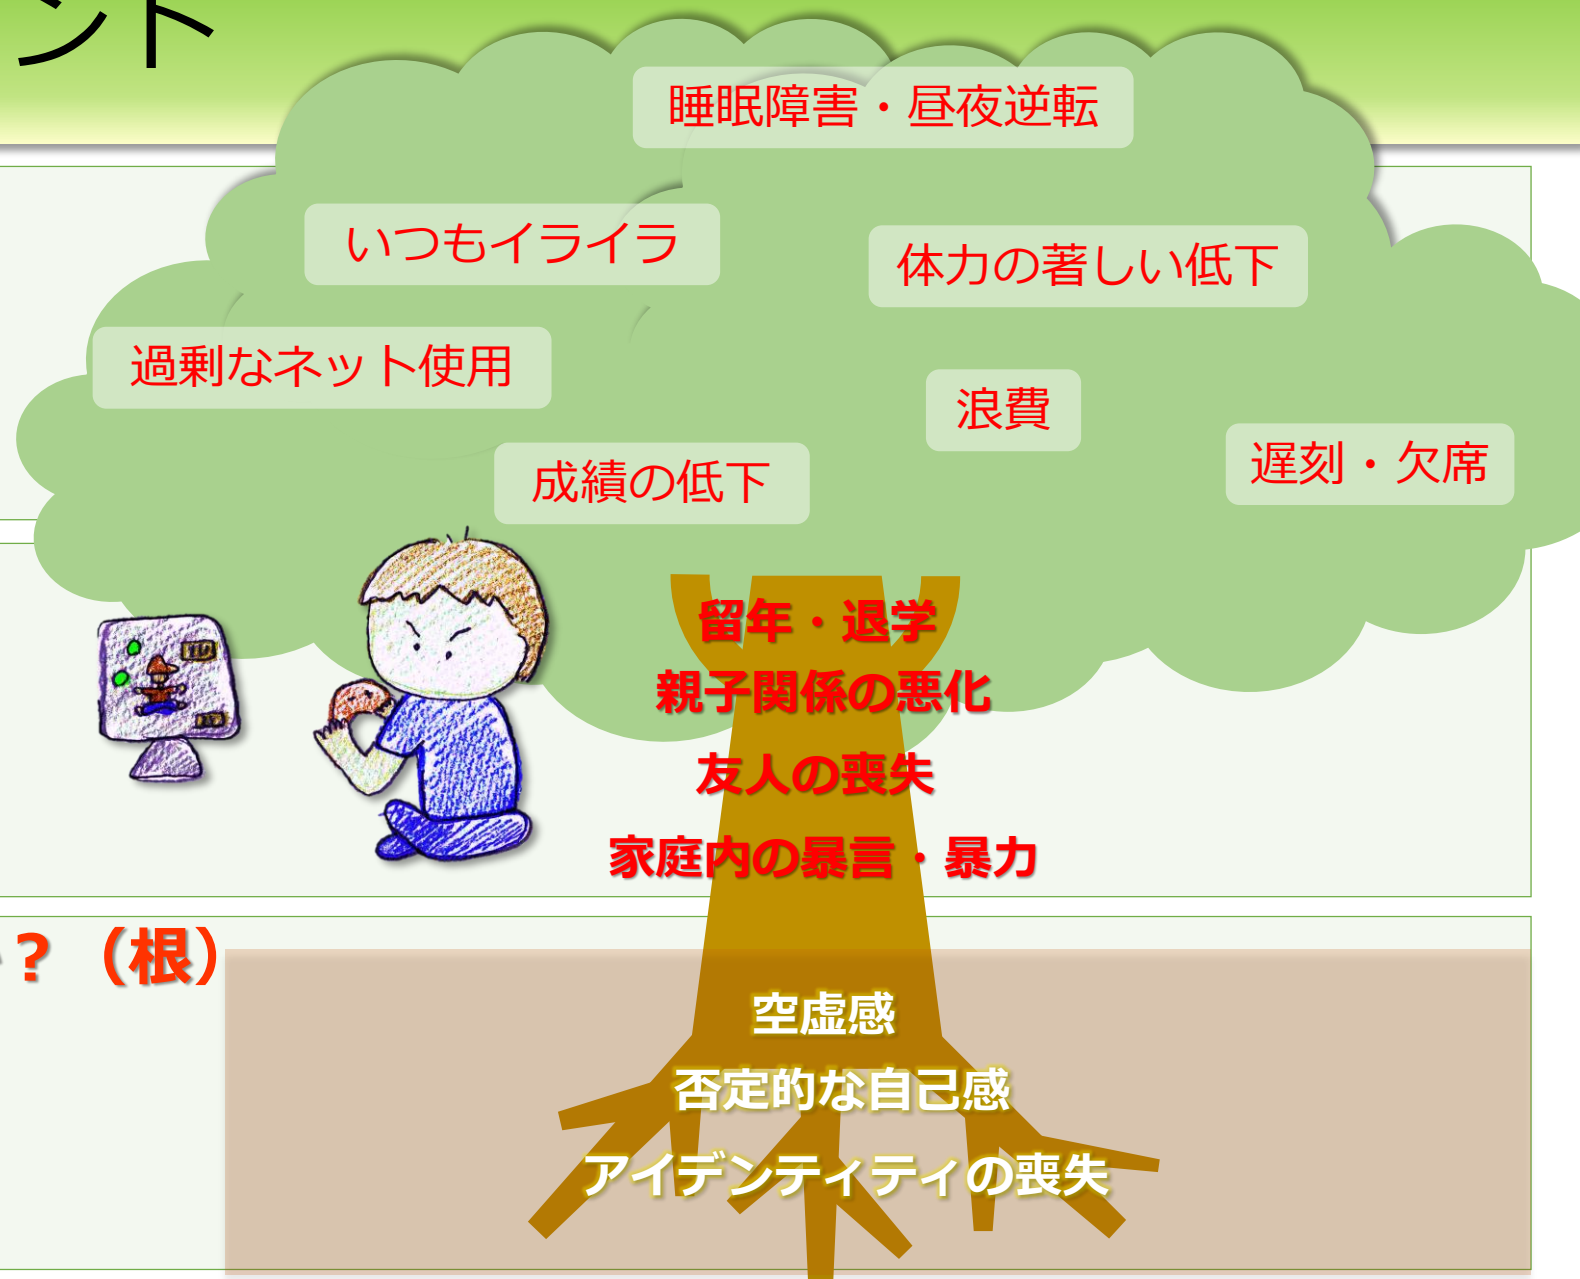 ント
睡眠障害・昼夜逆転
いつもイライラ
体力の著しい低下
過剰なネット使用
浪費
成績の低下
遅刻・欠席
留年・退学
親子関係の悪化
友人の喪失
家庭内の暴言・暴力
？（根）
空虚感
否定的な自己感
アイデンティティの喪失